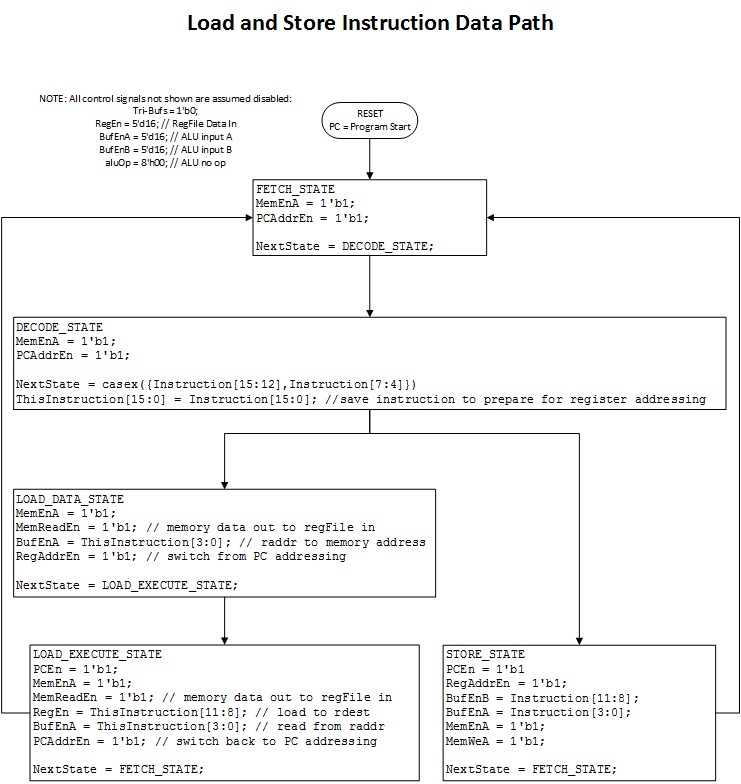 Load and Store Instruction Data Path
NOTE: All control signals not shown are assumed disabled:
Tri-Bufs = 1'b0;
RegEn = 5'd16; // RegFile Data In
BufEnA = 5'd16; // ALU input A
BufEnB = 5'd16; // ALU input B
aluOp = 8'h00; // ALU no op
RESET
PC = Program Start
FETCH_STATE
MemEnA = 1'b1;
PCAddrEn = 1'b1;
NextState = DECODE_STATE;
DECODE_STATE
MemEnA = 1'b1;
PCAddrEn = 1'b1;
NextState = casex({Instruction[15:12],Instruction[7:4]})
ThisInstruction[15:0] = Instruction[15:0]; //save instruction to prepare for register addressing
LOAD_DATA_STATE
MemEnA = 1'b1;
MemReadEn = 1'b1; // memory data out to regFile in
BufEnA = ThisInstruction[3:0]; // raddr to memory address
RegAddrEn = 1'b1; // switch from PC addressing
NextState = LOAD_EXECUTE_STATE;
LOAD_EXECUTE_STATE
PCEn = 1'b1;
MemEnA = 1'b1;
MemReadEn = 1'b1; // memory data out to regFile in
RegEn = ThisInstruction[11:8]; // load to rdest
BufEnA = ThisInstruction[3:0]; // read from raddr
PCAddrEn = 1'b1; // switch back to PC addressing
NextState = FETCH_STATE;
STORE_STATE
PCEn = 1'b1
RegAddrEn = 1'b1;
BufEnB = Instruction[11:8];
BufEnA = Instruction[3:0];
MemEnA = 1'b1;
MemWeA = 1'b1;
NextState = FETCH_STATE;